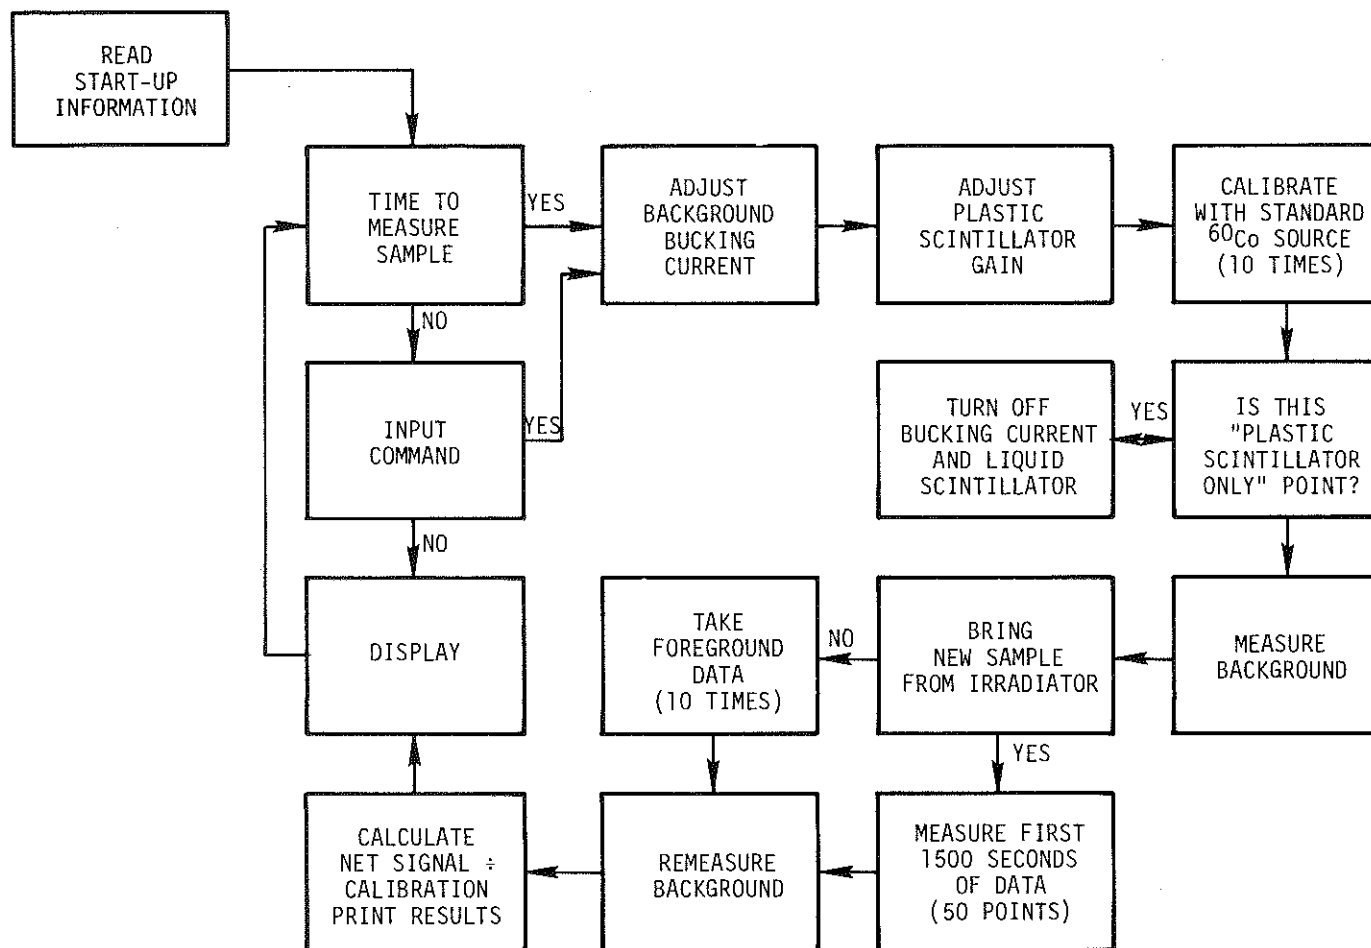 READ
START-UP
INFORMATION
TIME TO
MEASURE
SAMPLE
YES
ADJUST
BACKGROUND
BUCKING
CURRENT
ADJUST
PLASTIC
SCINTILLATOR
GAIN
CALIBRATE
WITH STANDARD
60Co SOURCE
(10 TIMES)
NO
INPUT
COMMAND
YES
TURN OFF
BUCKING CURRENT
AND LIQUID
SCINTILLATOR
YES
IS THIS
"PLASTIC
SCINTILLATOR
ONLY" POINT?
NO
DISPLAY
TAKE
FOREGROUND
DATA
(10 TIMES)
NO
BRING
NEW SAMPLE
FROM IRRADIATOR
MEASURE
BACKGROUND
YES
CALCULATE
NET SIGNAL ÷
CALIBRATION
PRINT RESULTS
REMEASURE
BACKGROUND
MEASURE FIRST
1500 SECONDS
OF DATA
(50 POINTS)